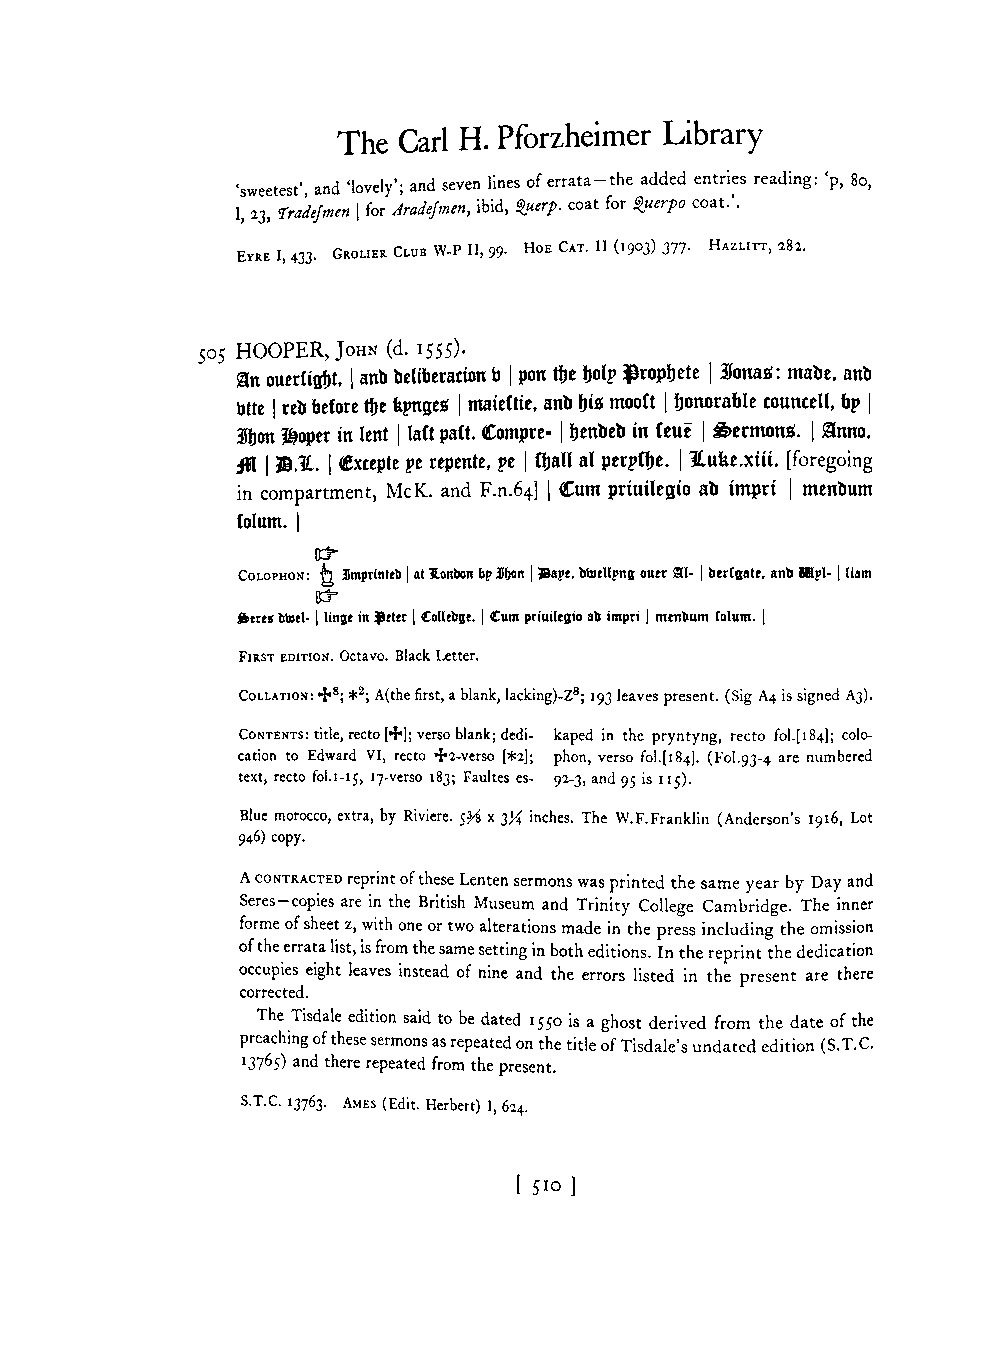 The Carl H. Pforzheimer Library
'sweetest', and 'lovely'; and seven lines of errata—the added entries reading: 'p, 80,
l, 23, Tradeſmen | for Aradeſmen, ibid, Querp. coat for Querpo coat.'.
EYRE I, 433. GROLIER CLUB W-P II, 99. HOE CAT. II (1903) 377. HAZLITT, 282.
505 HOOPER, JOHN (d. 1555).
An ouerſight, | and deliberacion v | pon the holy Prophete | Jonas: made, and
vtte | red before the kynges | maieſtie, and his mooſt | honorable councell, by |
Jhon Hoper in lent | laſt paſt. Compre- | hended in ſeuē | Sermons. | Anno.
M | D.L. | Excepte ye repente, ye | ſhall al peryſhe. | Luke.xiii. [foregoing
in compartment, McK. and F.n.64] | Cum priuilegio ad impri | mendum
ſolum. |
☞
COLOPHON: ☝ Imprinted | at London by Jhon | Daye, dwellyng ouer Al- | derſgate, and Wyl- | liam
☞
Seres dwel- | linge in Peter | Colledge. | Cum priuilegio ad impri | mendum ſolum. |
FIRST EDITION. Octavo. Black Letter.
COLLATION: ✠⁸; *²; A(the first, a blank, lacking)-Z⁸; 193 leaves present. (Sig A4 is signed A3).
CONTENTS: title, recto [✠]; verso blank; dedi-
cation to Edward VI, recto ✠2-verso [*2];
text, recto fol.1-15, 17-verso 183; Faultes es-
kaped in the pryntyng, recto fol.[184]; colo-
phon, verso fol.[184]. (Fol.93-4 are numbered
92-3, and 95 is 115).
Blue morocco, extra, by Riviere. 5⅜ x 3¼ inches. The W.F.Franklin (Anderson's 1916, Lot
946) copy.
A CONTRACTED reprint of these Lenten sermons was printed the same year by Day and
Seres—copies are in the British Museum and Trinity College Cambridge. The inner
forme of sheet z, with one or two alterations made in the press including the omission
of the errata list, is from the same setting in both editions. In the reprint the dedication
occupies eight leaves instead of nine and the errors listed in the present are there
corrected.
The Tisdale edition said to be dated 1550 is a ghost derived from the date of the
preaching of these sermons as repeated on the title of Tisdale's undated edition (S.T.C.
13765) and there repeated from the present.
S.T.C. 13763. AMES (Edit. Herbert) I, 624.
[ 510 ]